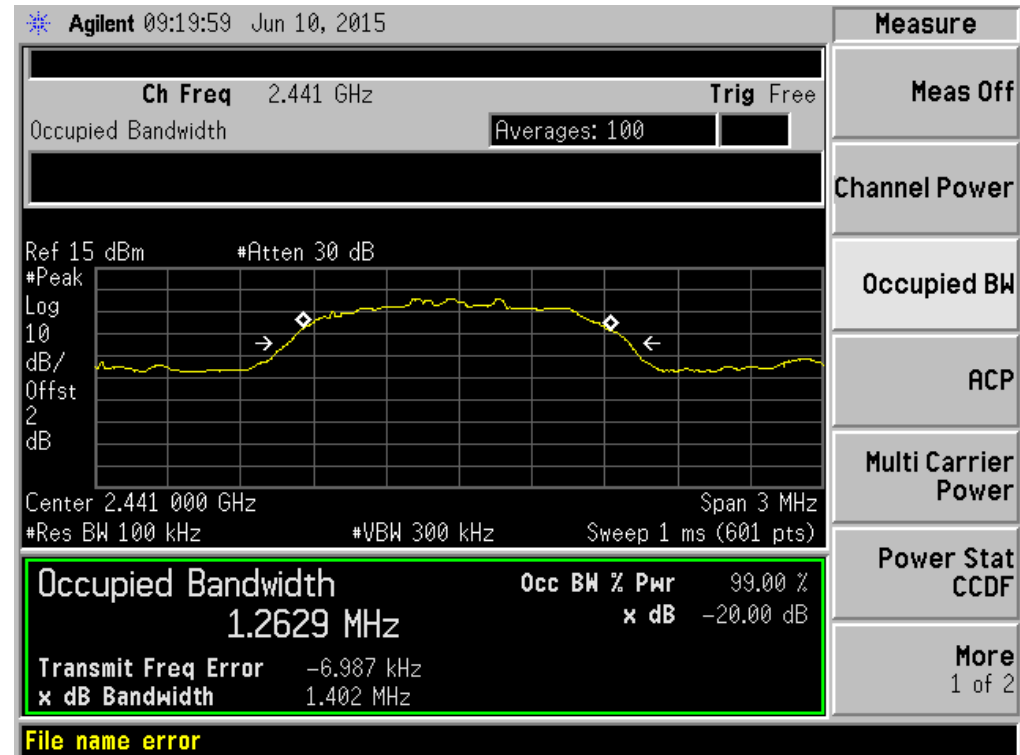 Agilent 09:19:59 Jun 10, 2015
Measure
Ch Freq 2.441 GHz Trig Free
Meas Off
Occupied Bandwidth Averages: 100
Channel Power
Ref 15 dBm #Atten 30 dB
#Peak
Log
10
dB/
Offst
2
dB
Occupied BW
ACP
Center 2.441 000 GHz Span 3 MHz
#Res BW 100 kHz #VBW 300 kHz Sweep 1 ms (601 pts)
Multi Carrier
Power
Occupied Bandwidth Occ BW % Pwr 99.00 %
1.2629 MHz x dB -20.00 dB
Transmit Freq Error -6.987 kHz
x dB Bandwidth 1.402 MHz
Power Stat
CCDF
More
1 of 2
File name error